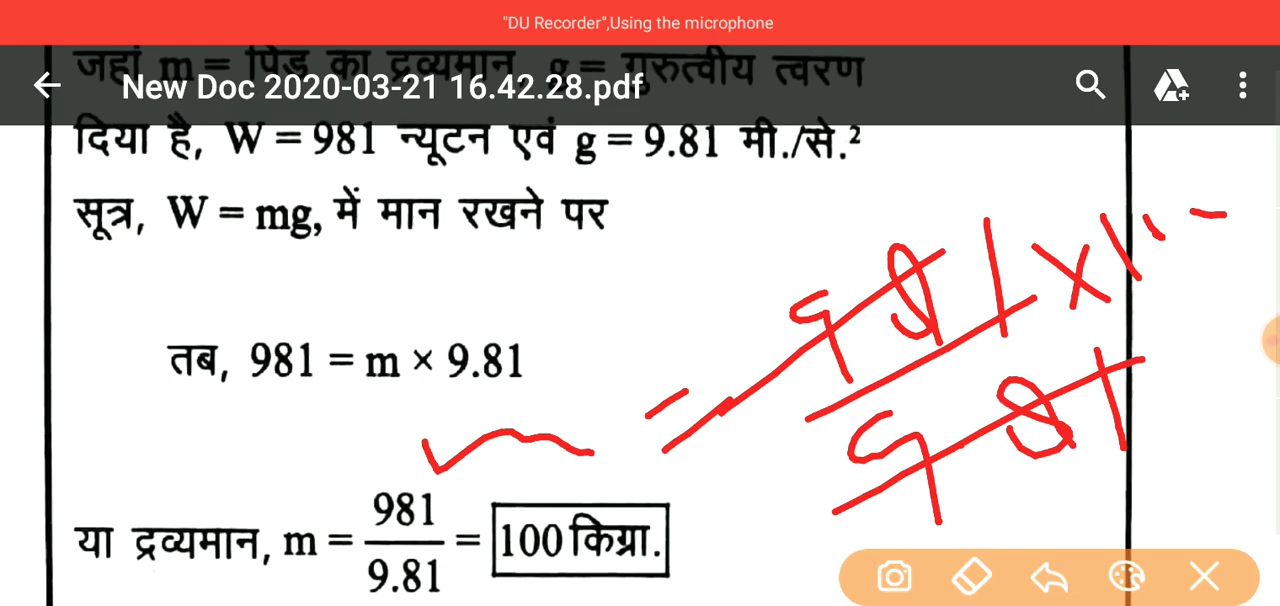 "DU Recorder",Using the microphone
जहां m = पिंड का द्रव्यमान, g = गुरुत्वीय त्वरण
New Doc 2020-03-21 16.42.28.pdf
दिया है, W = 981 न्यूटन एवं g = 9.81 मी./से.²
सूत्र, W = mg, में मान रखने पर
तब, 981 = m × 9.81
या द्रव्यमान, m = 981/9.81 = 100 किग्रा.
= 981 ×
981